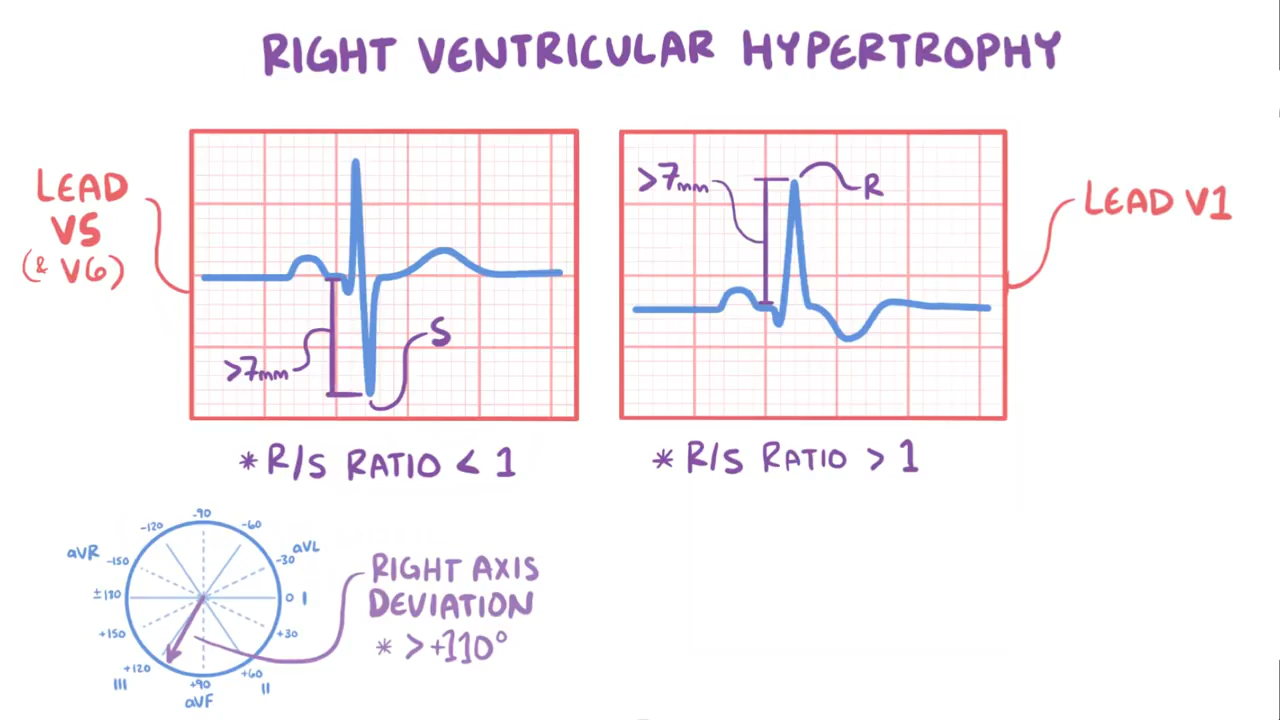 RIGHT VENTRICULAR HYPERTROPHY
LEAD
V5
(& V6)
>7mm
S
* R/S RATIO < 1
>7mm
R
LEAD V1
* R/S RATIO > 1
-90
-120
-60
aVR
aVL
-150
-30
±180
0 I
+150
+30
+120
+60
III
+90
II
aVF
RIGHT AXIS
DEVIATION
* > +110°